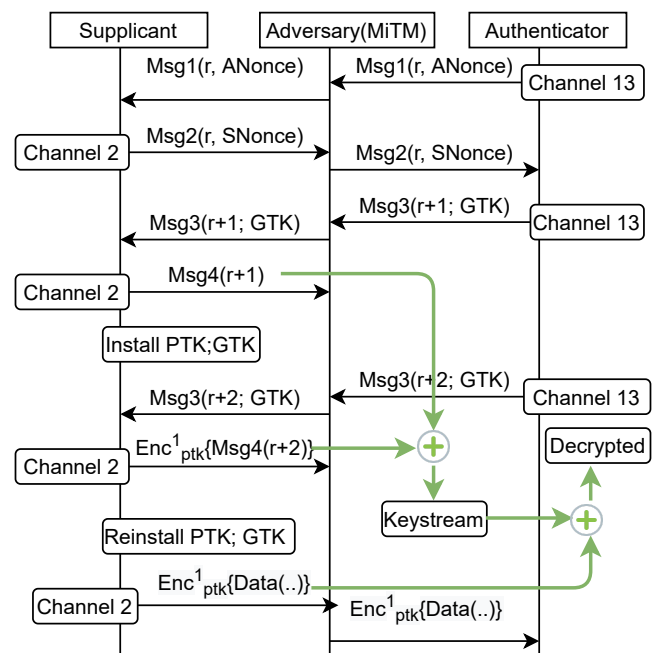 Supplicant
Adversary(MiTM)
Authenticator
Msg1(r, ANonce)
Msg1(r, ANonce)
Channel 13
Channel 2
Msg2(r, SNonce)
Msg2(r, SNonce)
Msg3(r+1; GTK)
Msg3(r+1; GTK)
Channel 13
Channel 2
Msg4(r+1)
Install PTK;GTK
Msg3(r+2; GTK)
Msg3(r+2; GTK)
Channel 13
Channel 2
Enc¹ₚₜₖ{Msg4(r+2)}
Decrypted
Keystream
Reinstall PTK; GTK
Channel 2
Enc¹ₚₜₖ{Data(..)}
Enc¹ₚₜₖ{Data(..)}